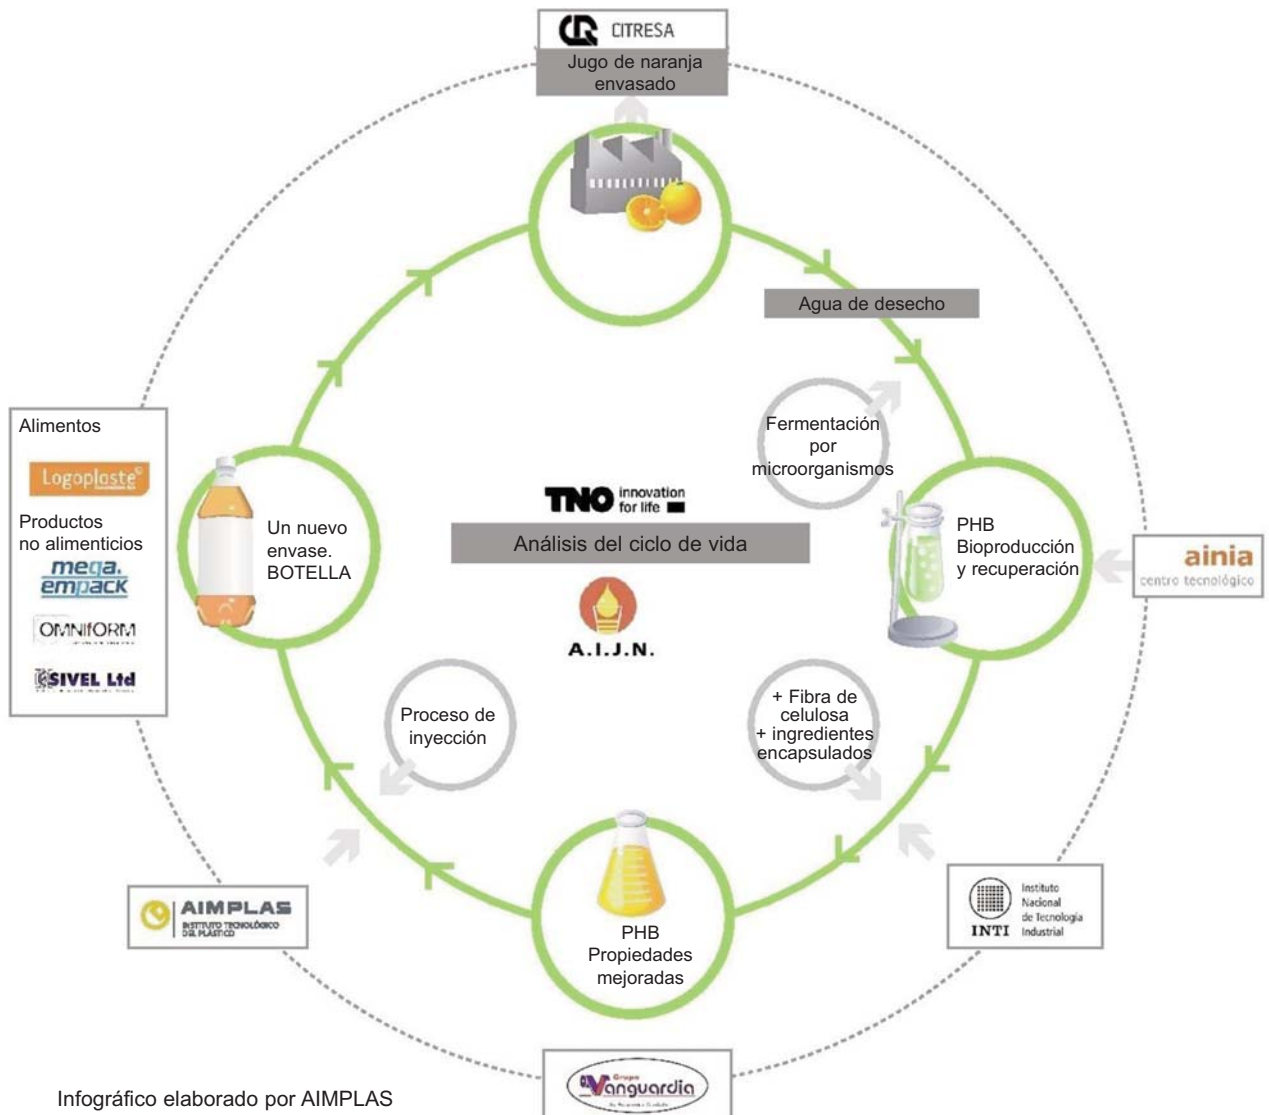 CITRESA
Jugo de naranja
envasado
Agua de desecho
Fermentación
por
microorganismos
Alimentos
Logoplaste
Productos
no alimenticios
mega.
empack
OMNIfORM
SIVEL Ltd
Un nuevo
envase.
BOTELLA
TNO innovation
for life
Análisis del ciclo de vida
A.I.J.N.
PHB
Bioproducción
y recuperación
ainia
centro tecnológico
Proceso de
inyección
+ Fibra de
celulosa
+ ingredientes
encapsulados
AIMPLAS
INSTITUTO TECNOLÓGICO
DEL PLÁSTICO
PHB
Propiedades
mejoradas
INTI
Instituto
Nacional
de Tecnología
Industrial
Grupo
Vanguardia
Infográfico elaborado por AIMPLAS